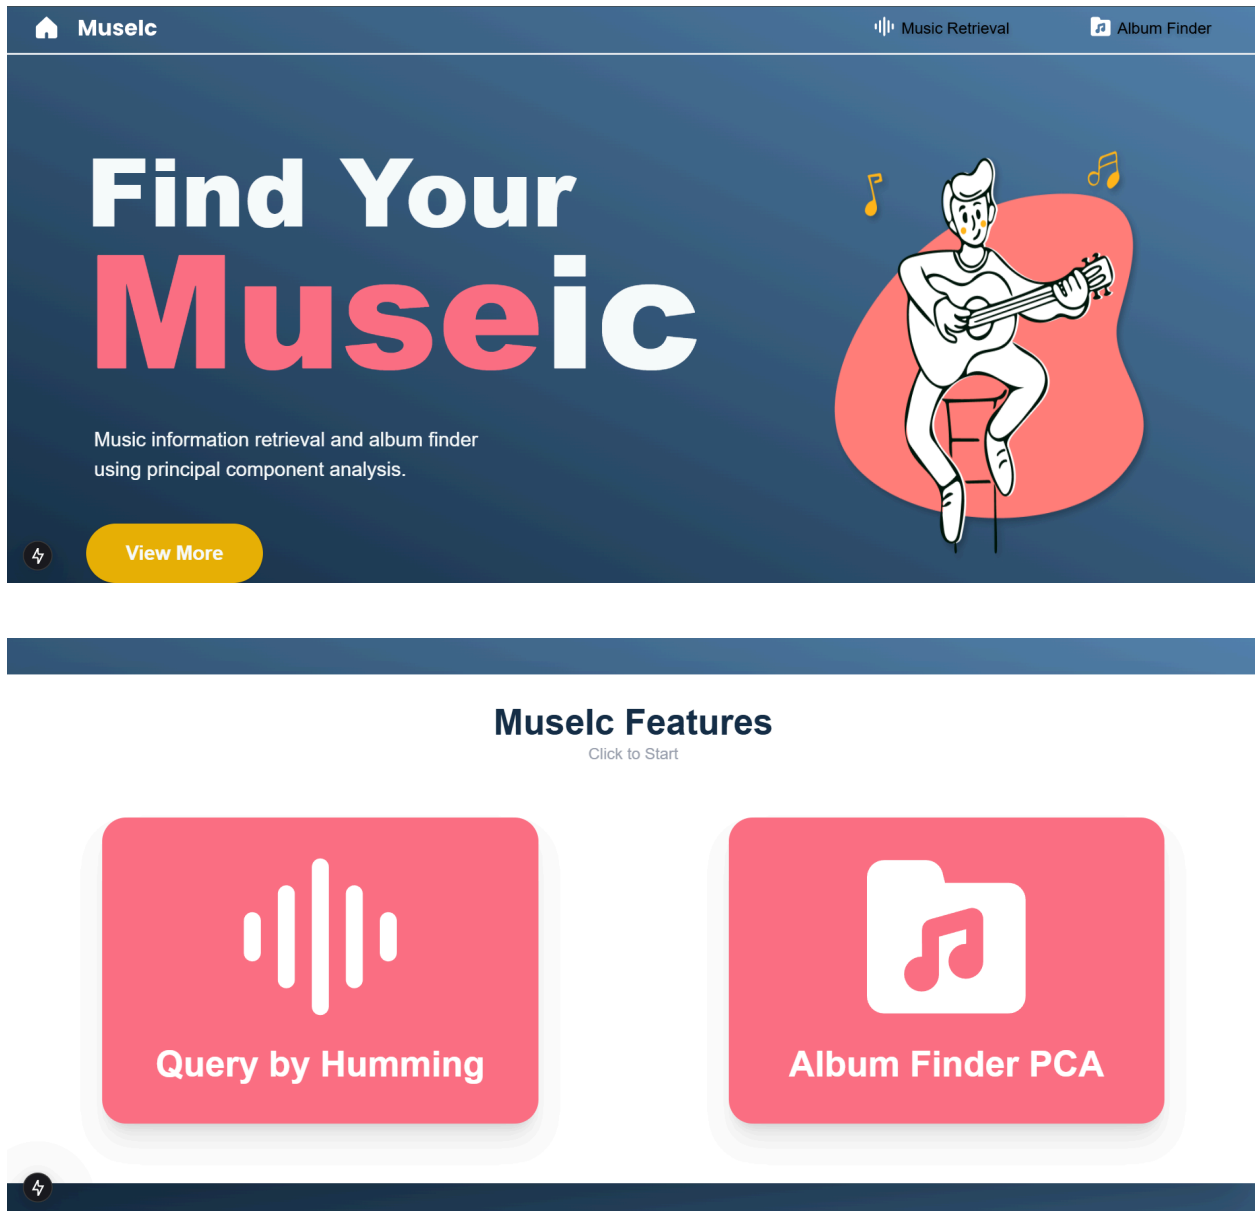 MuseIc
Music Retrieval
Album Finder
Find Your
Museic
Music information retrieval and album finder
using principal component analysis.
View More
MuseIc Features
Click to Start
Query by Humming
Album Finder PCA